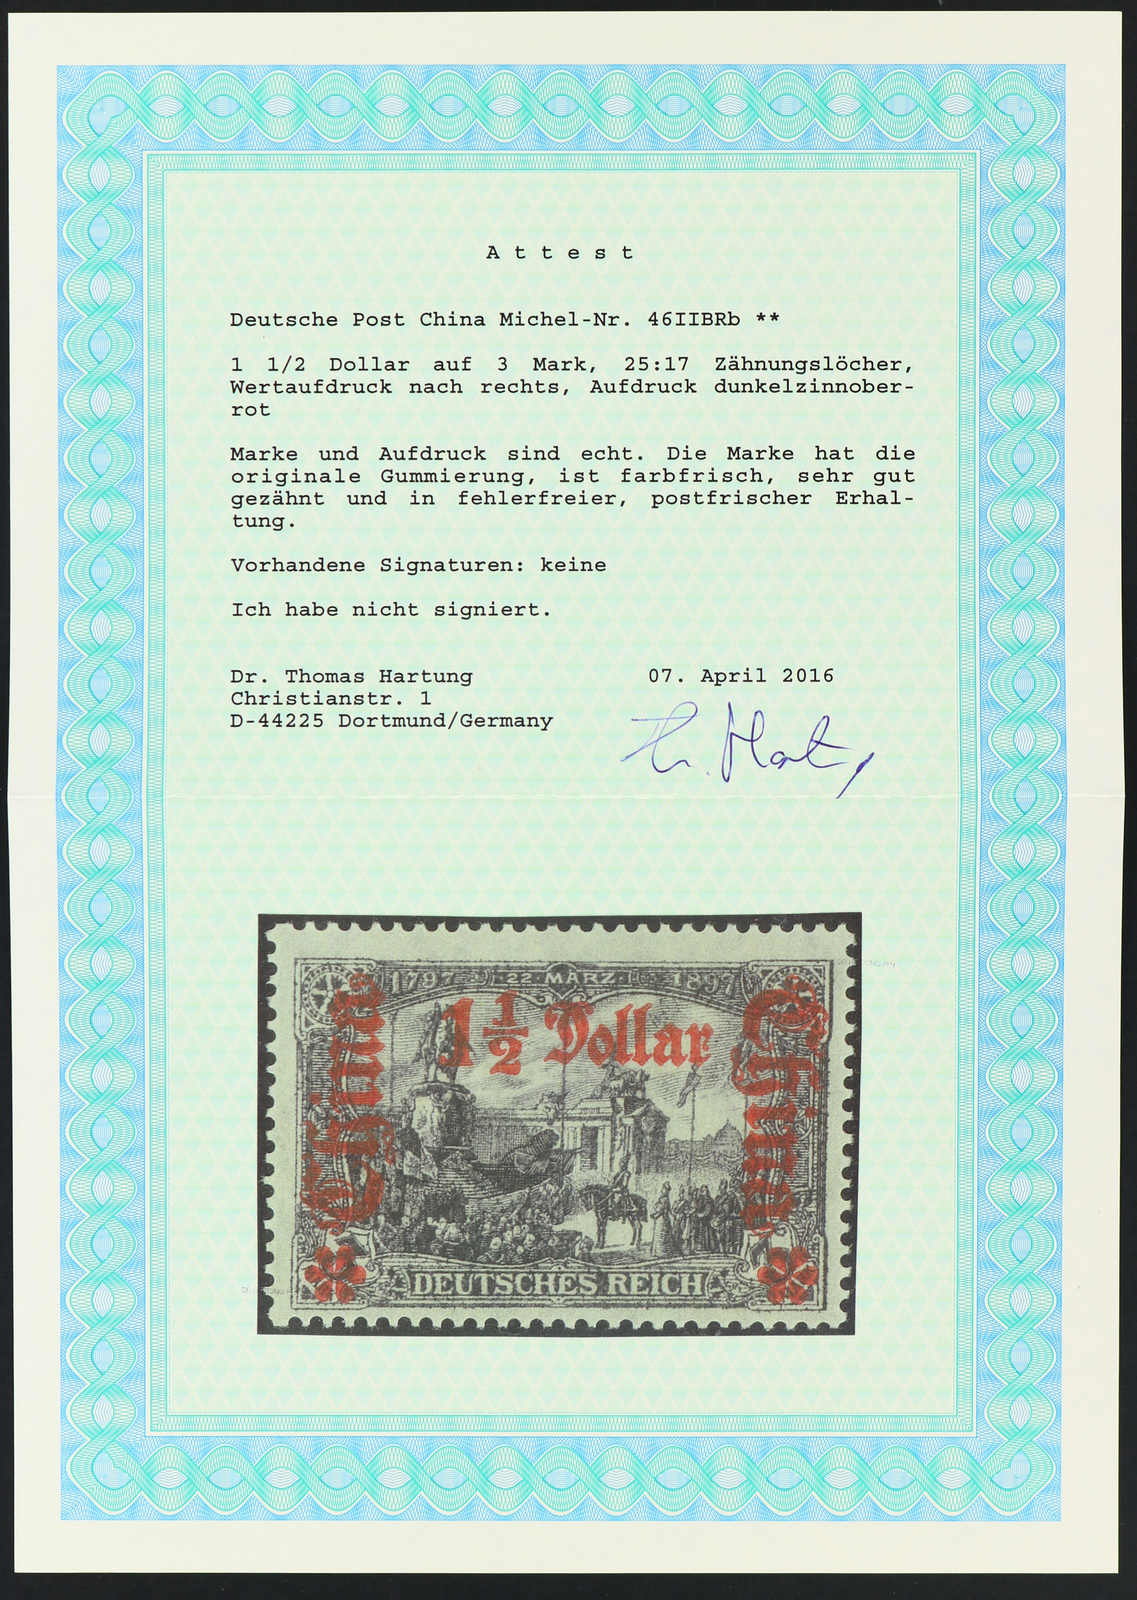 Attest
Deutsche Post China Michel-Nr. 46IIBRb **
1 1/2 Dollar auf 3 Mark, 25:17 Zähnungslöcher,
Wertaufdruck nach rechts, Aufdruck dunkelzinnober-
rot
Marke und Aufdruck sind echt. Die Marke hat die
originale Gummierung, ist farbfrisch, sehr gut
gezähnt und in fehlerfreier, postfrischer Erhal-
tung.
Vorhandene Signaturen: keine
Ich habe nicht signiert.
Dr. Thomas Hartung 07. April 2016
Christianstr. 1
D-44225 Dortmund/Germany
1797 22. MÄRZ 1897
1 1/2 Dollar
China
China
DEUTSCHES REICH